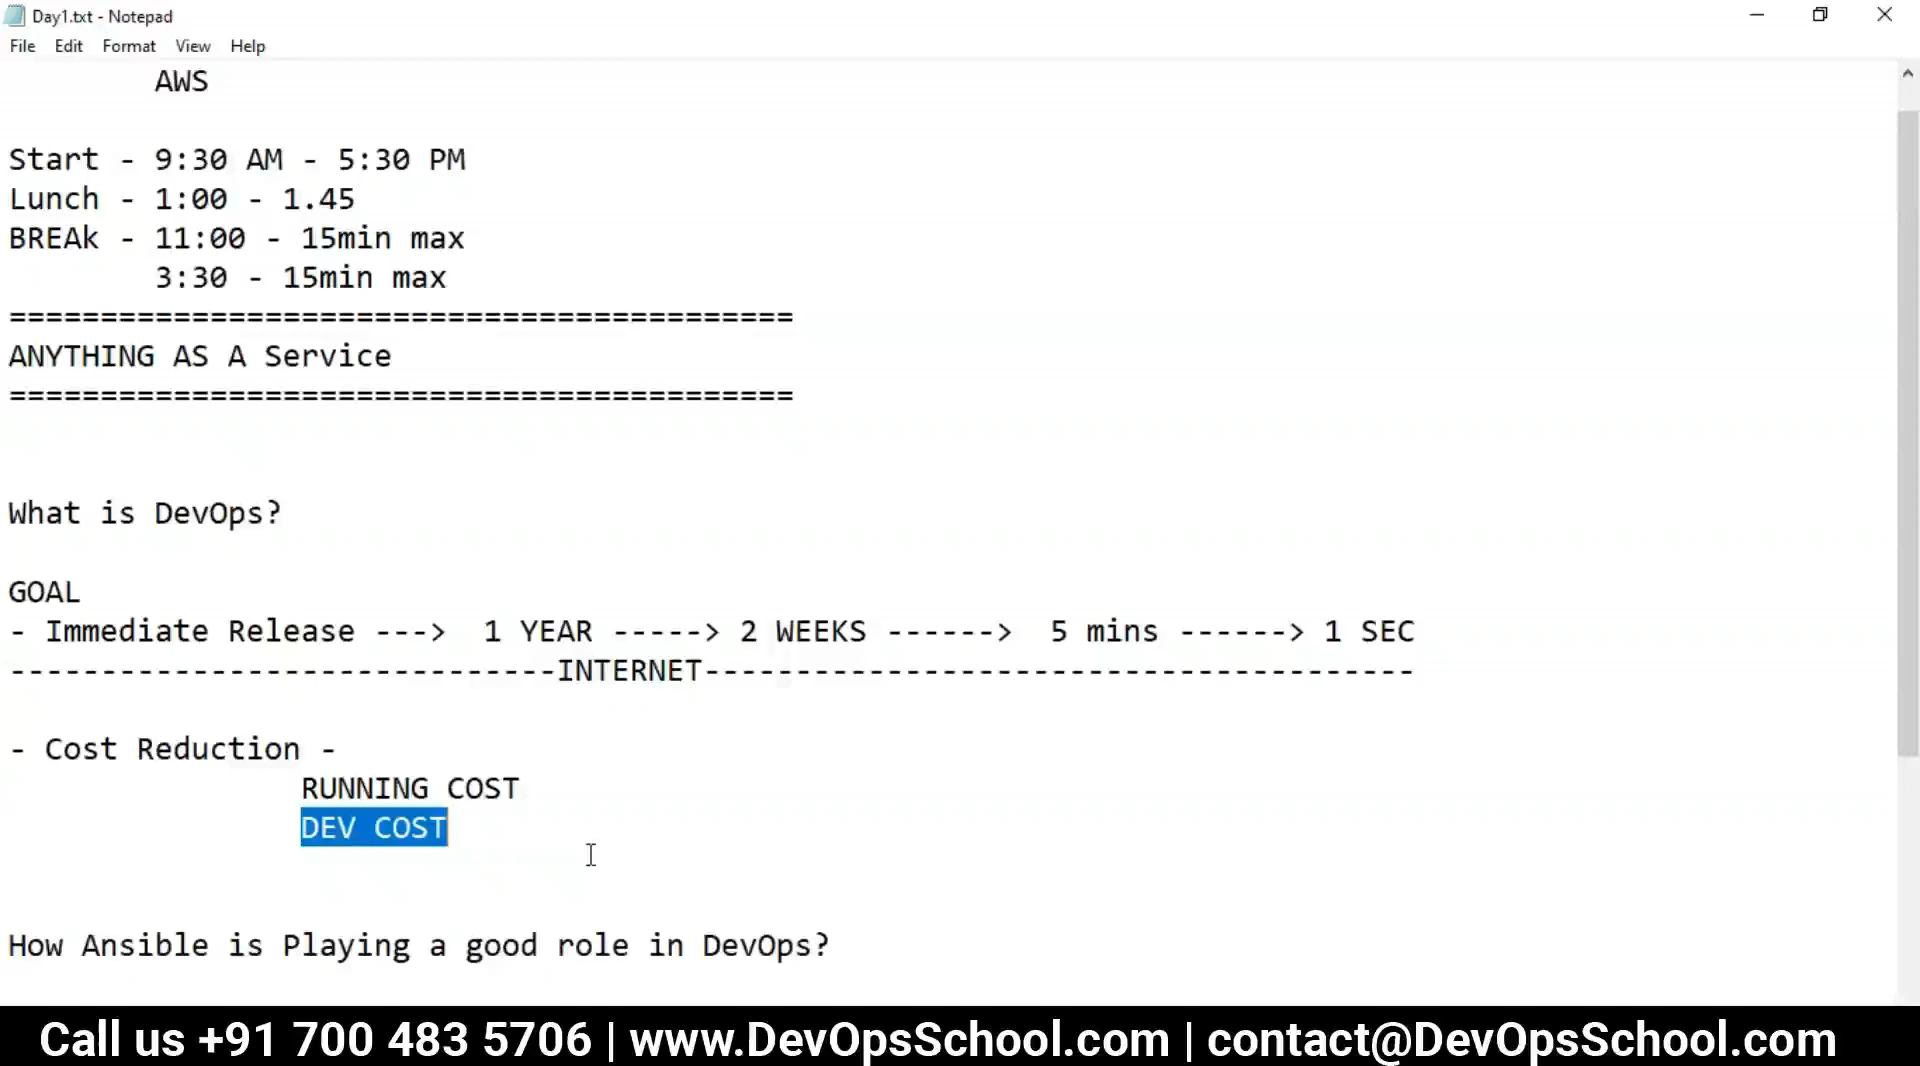 Day1.txt - Notepad
File Edit Format View Help
AWS
Start - 9:30 AM - 5:30 PM
Lunch - 1:00 - 1.45
BREAk - 11:00 - 15min max
3:30 - 15min max
===========================================
ANYTHING AS A Service
===========================================
What is DevOps?
GOAL
- Immediate Release ---> 1 YEAR -----> 2 WEEKS ------> 5 mins ------> 1 SEC
------------------------------INTERNET---------------------------------------
- Cost Reduction -
RUNNING COST
DEV COST
How Ansible is Playing a good role in DevOps?
Call us +91 700 483 5706 | www.DevOpsSchool.com | contact@DevOpsSchool.com